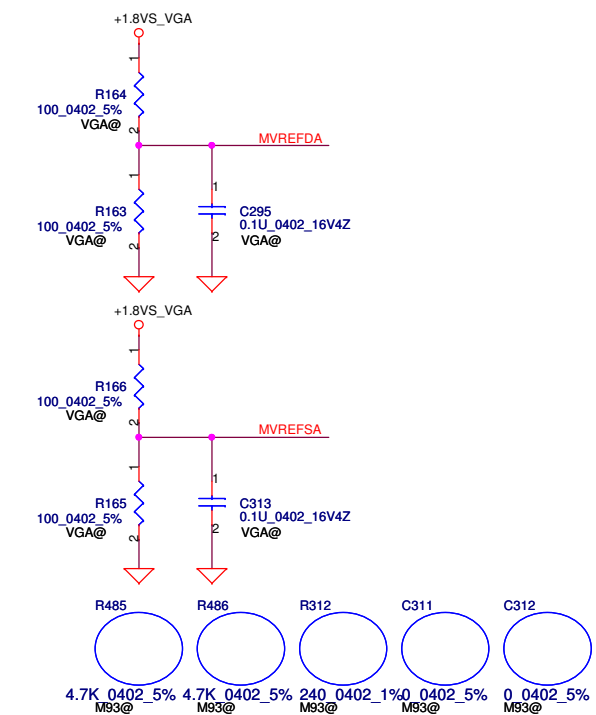 +1.8VS_VGA
1
R164
100_0402_5%
VGA@
2
MVREFDA
1
R163
100_0402_5%
VGA@
2
1
C295
0.1U_0402_16V4Z
2
VGA@
+1.8VS_VGA
1
R166
100_0402_5%
VGA@
2
MVREFSA
1
R165
100_0402_5%
VGA@
2
1
C313
0.1U_0402_16V4Z
2
VGA@
R485 R486 R312 C311 C312
4.7K_0402_5% 4.7K_0402_5% 240_0402_1% 0_0402_5% 0_0402_5%
M93@ M93@ M93@ M93@ M93@